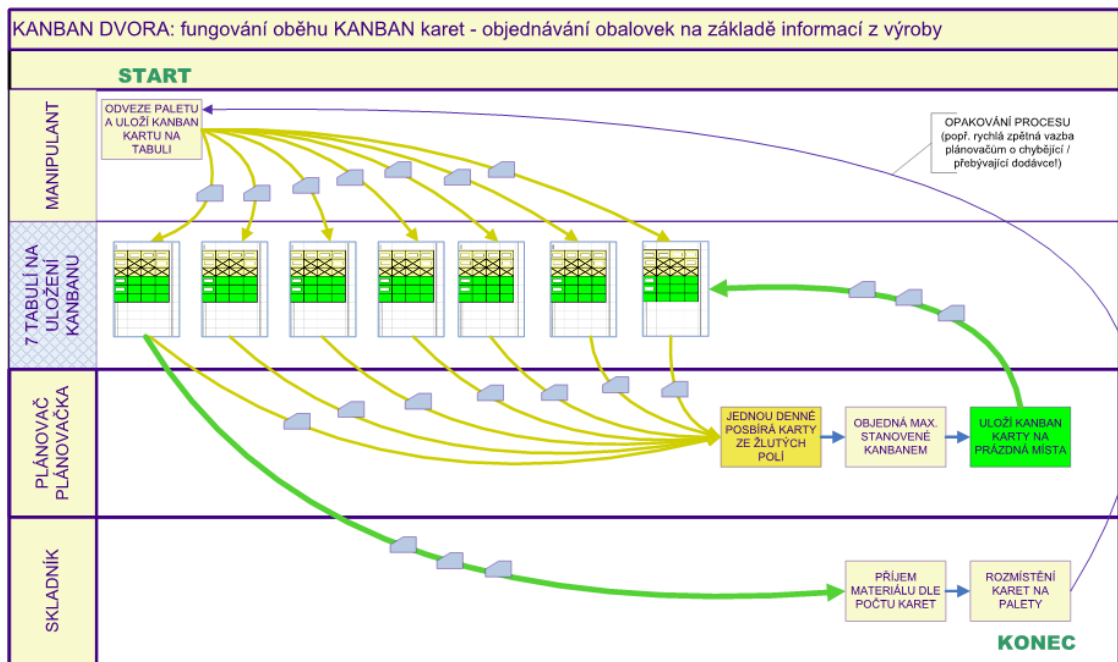 KANBAN DVORA: fungování oběhu KANBAN karet - objednávání obalovek na základě informací z výroby
START
MANIPULANT
ODVEZE PALETU
A ULOŽÍ KANBAN
KARTU NA
TABULI
OPAKOVÁNÍ PROCESU
(popř. rychlá zpětná vazba
plánovačům o chybějící /
přebývající dodávce!)
7 TABULÍ NA
ULOŽENÍ
KANBANU
PLÁNOVAČ
PLÁNOVAČKA
JEDNOU DENNĚ
POSBÍRÁ KARTY
ZE ŽLUTÝCH
POLÍ
OBJEDNÁ MAX.
STANOVENÉ
KANBANEM
ULOŽÍ KANBAN
KARTY NA
PRÁZDNÁ MÍSTA
SKLADNÍK
PŘÍJEM
MATERIÁLU DLE
POČTU KARET
ROZMÍSTĚNÍ
KARET NA
PALETY
KONEC